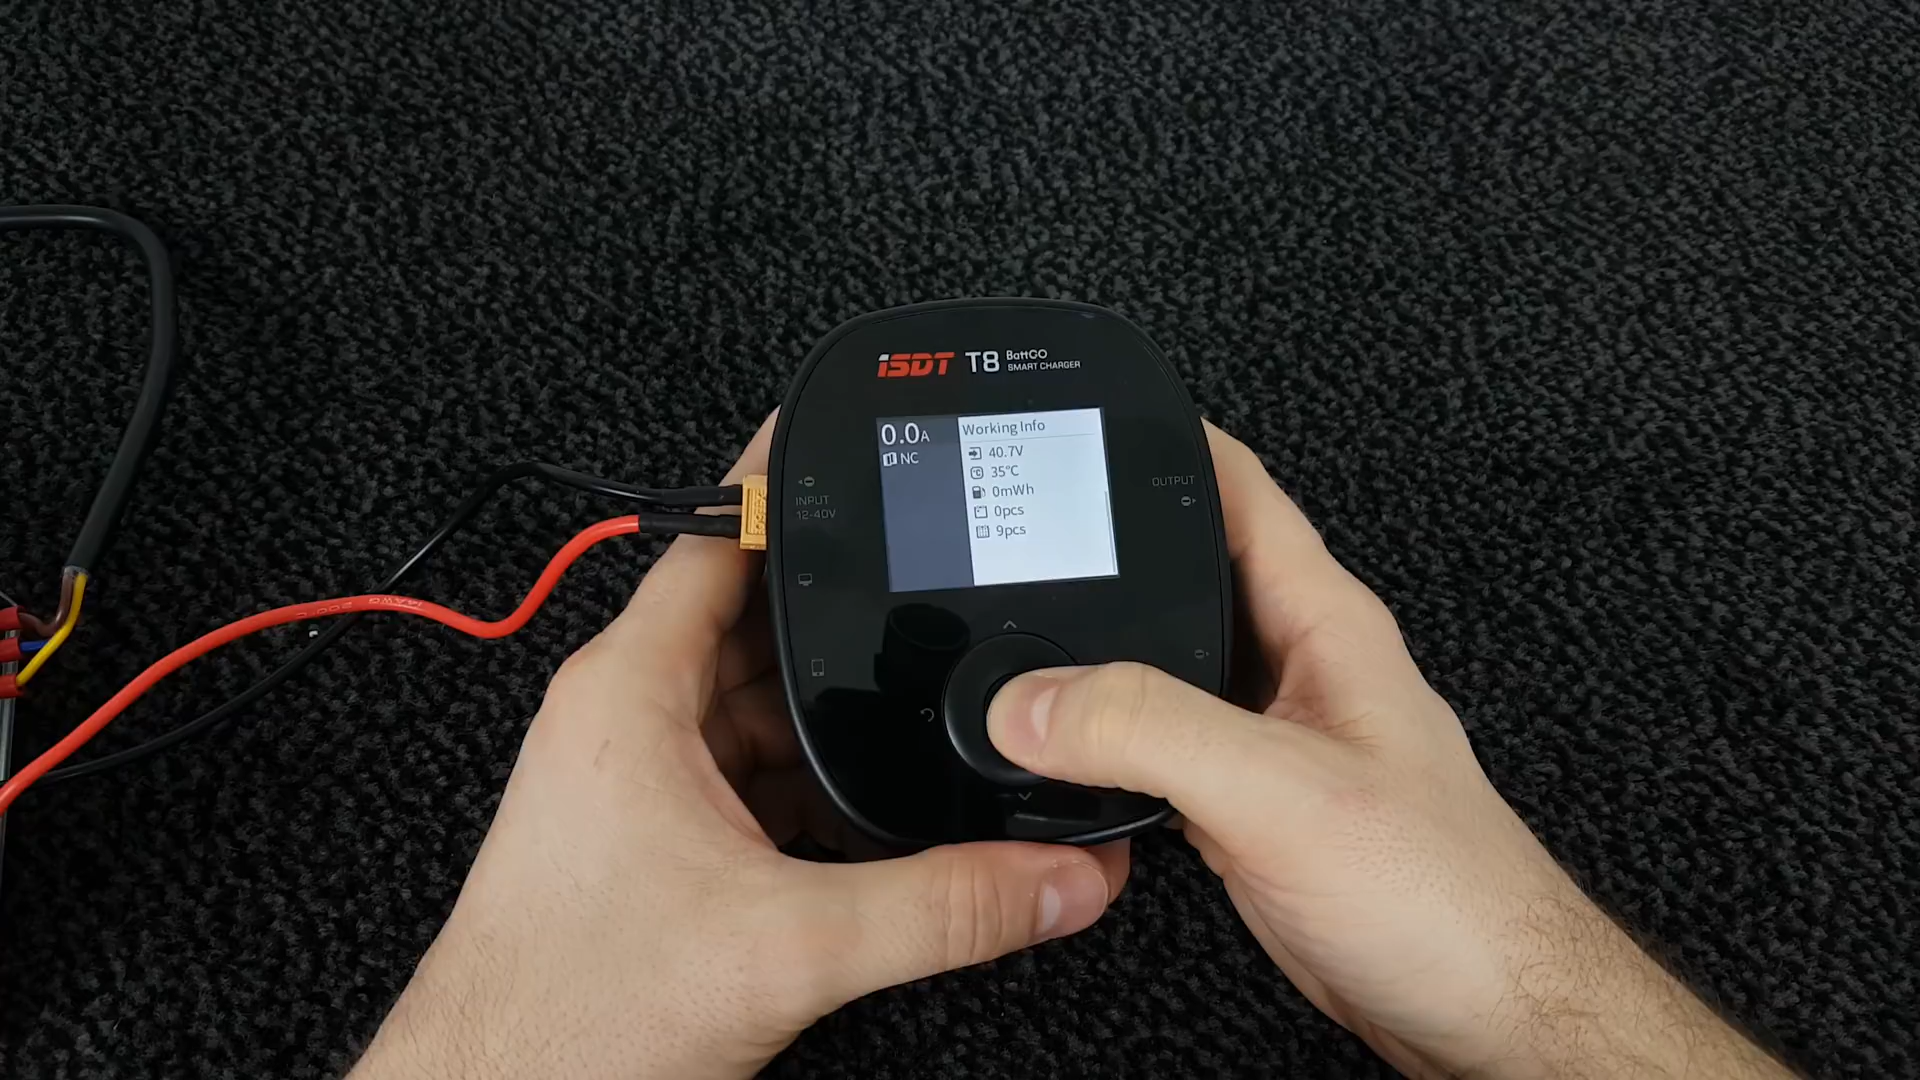 iSDT T8 BattGO
SMART CHARGER
0.0A
NC
Working Info
40.7V
35°C
0mWh
0pcs
9pcs
INPUT
12-40V
OUTPUT
14AWG